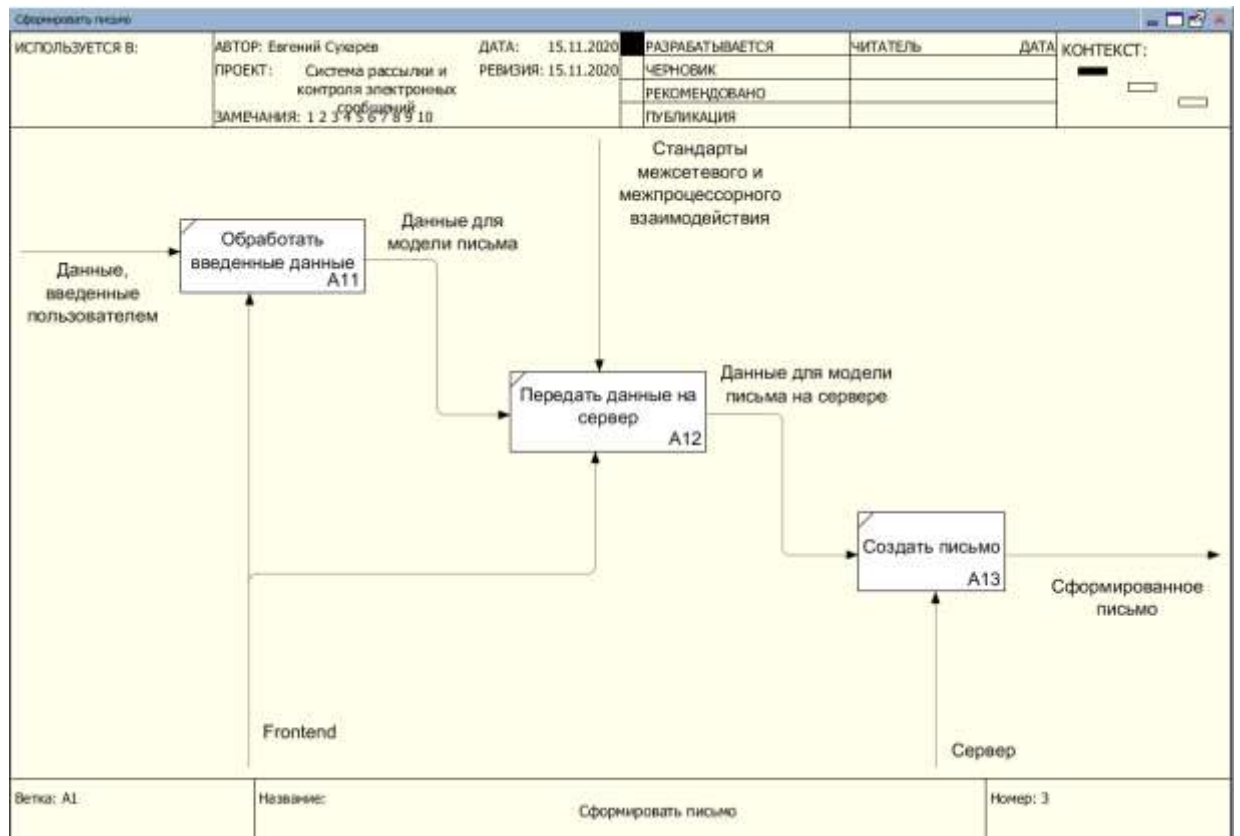 Сформировать письмо
ИСПОЛЬЗУЕТСЯ В:
АВТОР: Евгений Сухарев
ДАТА: 15.11.2020
ПРОЕКТ: Система рассылки и
контроля электронных
сообщений
РЕВИЗИЯ: 15.11.2020
ЗАМЕЧАНИЯ: 1 2 3 4 5 6 7 8 9 10
РАЗРАБАТЫВАЕТСЯ
ЧЕРНОВИК
РЕКОМЕНДОВАНО
ПУБЛИКАЦИЯ
ЧИТАТЕЛЬ
ДАТА
КОНТЕКСТ:
Стандарты
межсетевого и
межпроцессорного
взаимодействия
Данные,
введенные
пользователем
Обработать
введенные данные
A11
Данные для
модели письма
Передать данные на
сервер
A12
Данные для модели
письма на сервере
Создать письмо
A13
Сформированное
письмо
Frontend
Сервер
Ветка: A1
Название:
Сформировать письмо
Номер: 3